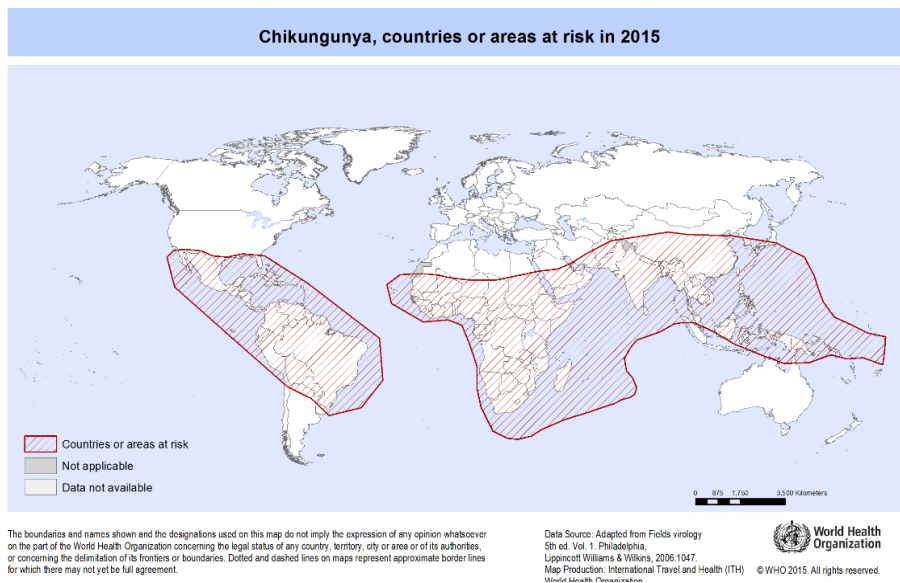 Chikungunya, countries or areas at risk in 2015
Countries or areas at risk
Not applicable
Data not available
0 875 1,750 3,500 Kilometers
The boundaries and names shown and the designations used on this map do not imply the expression of any opinion whatsoever
on the part of the World Health Organization concerning the legal status of any country, territory, city or area or of its authorities,
or concerning the delimitation of its frontiers or boundaries. Dotted and dashed lines on maps represent approximate border lines
for which there may not yet be full agreement.
Data Source: Adapted from Fields virology
5th ed. Vol. 1. Philadelphia,
Lippincott Williams & Wilkins, 2006:1047.
Map Production: International Travel and Health (ITH)
World Health Organization
World Health
Organization
© WHO 2015. All rights reserved.